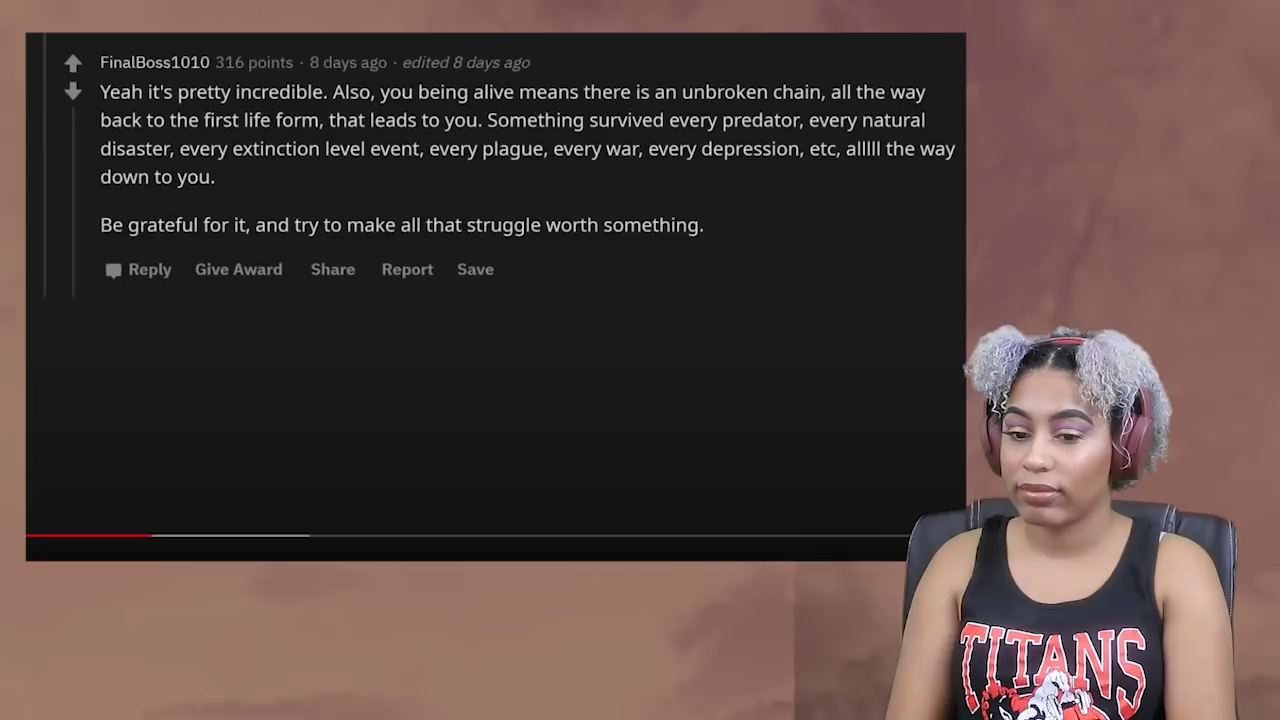 FinalBoss1010 316 points · 8 days ago · edited 8 days ago
Yeah it's pretty incredible. Also, you being alive means there is an unbroken chain, all the way
back to the first life form, that leads to you. Something survived every predator, every natural
disaster, every extinction level event, every plague, every war, every depression, etc, alllll the way
down to you.
Be grateful for it, and try to make all that struggle worth something.
Reply Give Award Share Report Save
TITANS